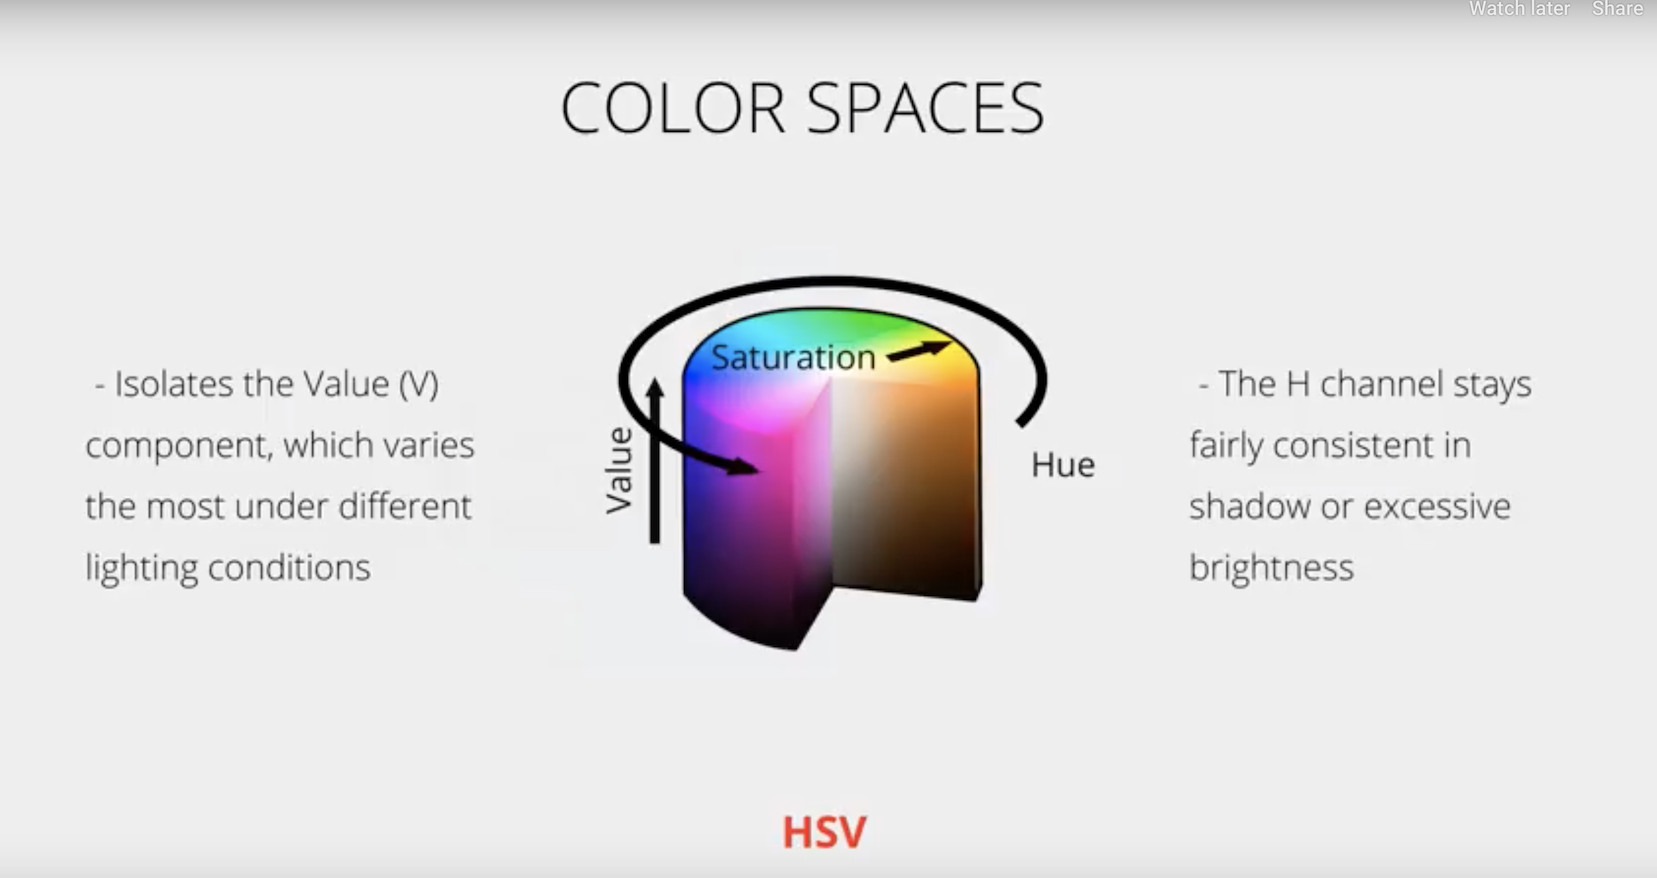 Watch later Share
COLOR SPACES
- Isolates the Value (V)
component, which varies
the most under different
lighting conditions
Saturation
Value
Hue
- The H channel stays
fairly consistent in
shadow or excessive
brightness
HSV